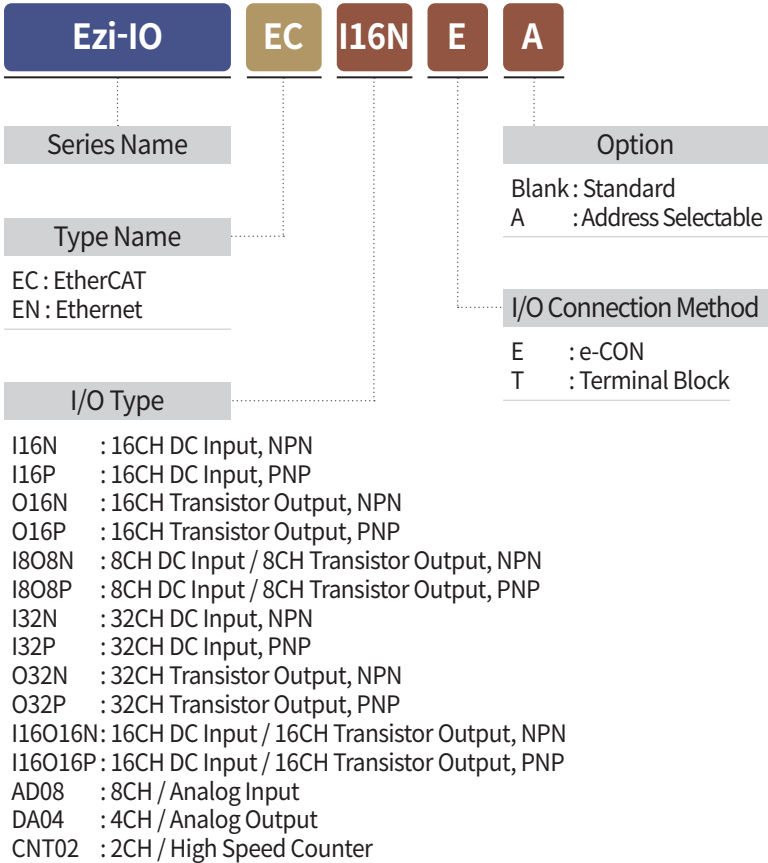 Ezi-IO EC I16N E A
Series Name
Type Name
EC : EtherCAT
EN : Ethernet
I/O Type
I16N : 16CH DC Input, NPN
I16P : 16CH DC Input, PNP
O16N : 16CH Transistor Output, NPN
O16P : 16CH Transistor Output, PNP
I8O8N : 8CH DC Input / 8CH Transistor Output, NPN
I8O8P : 8CH DC Input / 8CH Transistor Output, PNP
I32N : 32CH DC Input, NPN
I32P : 32CH DC Input, PNP
O32N : 32CH Transistor Output, NPN
O32P : 32CH Transistor Output, PNP
I16O16N : 16CH DC Input / 16CH Transistor Output, NPN
I16O16P : 16CH DC Input / 16CH Transistor Output, PNP
AD08 : 8CH / Analog Input
DA04 : 4CH / Analog Output
CNT02 : 2CH / High Speed Counter
Option
Blank : Standard
A : Address Selectable
I/O Connection Method
E : e-CON
T : Terminal Block